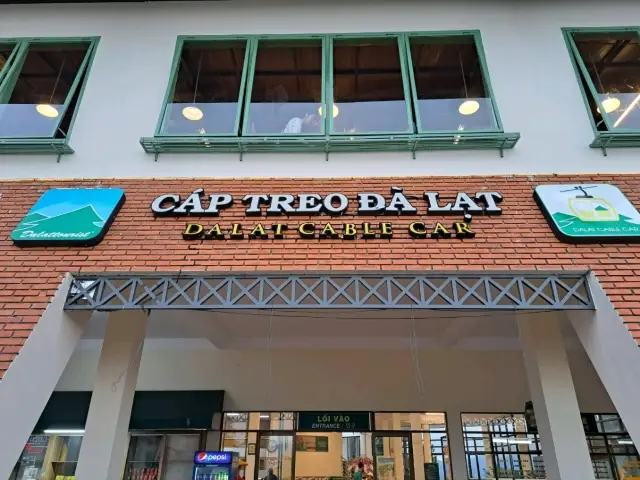 CÁP TREO ĐÀ LẠT
DALAT CABLE CAR
Dalattourist
DALAT CABLE CAR
LỐI VÀO
ENTRANCE
pepsi